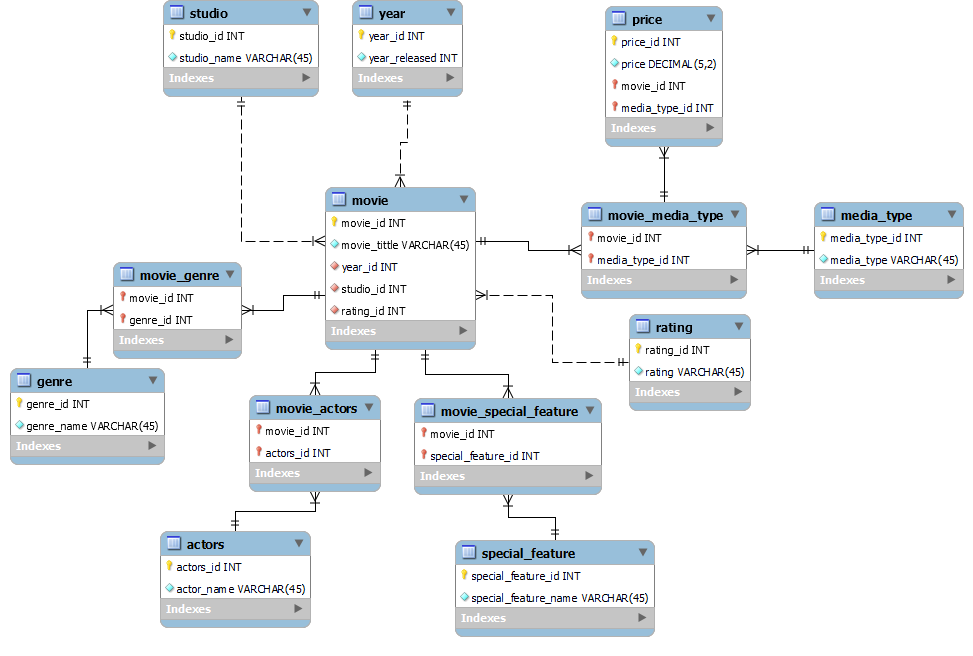 studio
studio_id INT
studio_name VARCHAR(45)
Indexes
year
year_id INT
year_released INT
Indexes
price
price_id INT
price DECIMAL(5,2)
movie_id INT
media_type_id INT
Indexes
movie
movie_id INT
movie_tittle VARCHAR(45)
year_id INT
studio_id INT
rating_id INT
Indexes
movie_media_type
movie_id INT
media_type_id INT
Indexes
media_type
media_type_id INT
media_type VARCHAR(45)
Indexes
movie_genre
movie_id INT
genre_id INT
Indexes
rating
rating_id INT
rating VARCHAR(45)
Indexes
genre
genre_id INT
genre_name VARCHAR(45)
Indexes
movie_actors
movie_id INT
actors_id INT
Indexes
movie_special_feature
movie_id INT
special_feature_id INT
Indexes
actors
actors_id INT
actor_name VARCHAR(45)
Indexes
special_feature
special_feature_id INT
special_feature_name VARCHAR(45)
Indexes